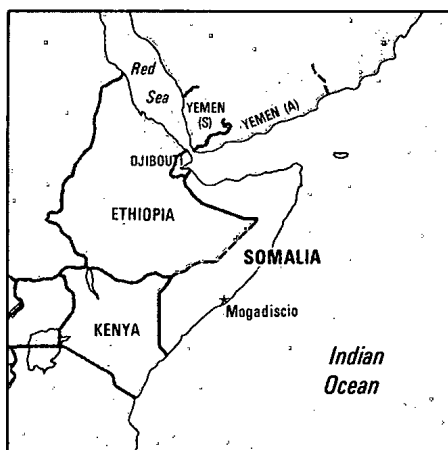 Red
Sea
YEMEN
(S)
YEMEN (A)
DJIBOUTI
ETHIOPIA
SOMALIA
Mogadiscio
KENYA
Indian
Ocean